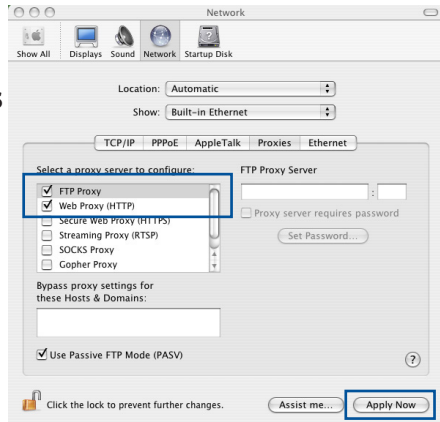 Network
Show All Displays Sound Network Startup Disk
s
Location: Automatic
Show: Built-in Ethernet
TCP/IP PPPoE AppleTalk Proxies Ethernet
Select a proxy server to configure: FTP Proxy Server
FTP Proxy :
Web Proxy (HTTP) Proxy server requires password
Secure Web Proxy (HTTPS)
Streaming Proxy (RTSP) Set Password...
SOCKS Proxy
Gopher Proxy
Bypass proxy settings for
these Hosts & Domains:
Use Passive FTP Mode (PASV) ?
Click the lock to prevent further changes. Assist me... Apply Now